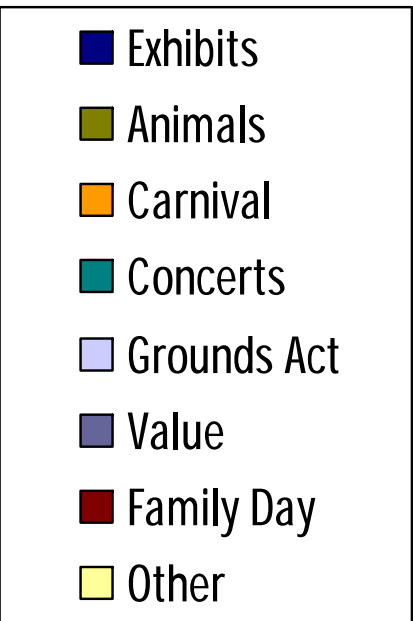 Exhibits
Animals
Carnival
Concerts
Grounds Act
Value
Family Day
Other